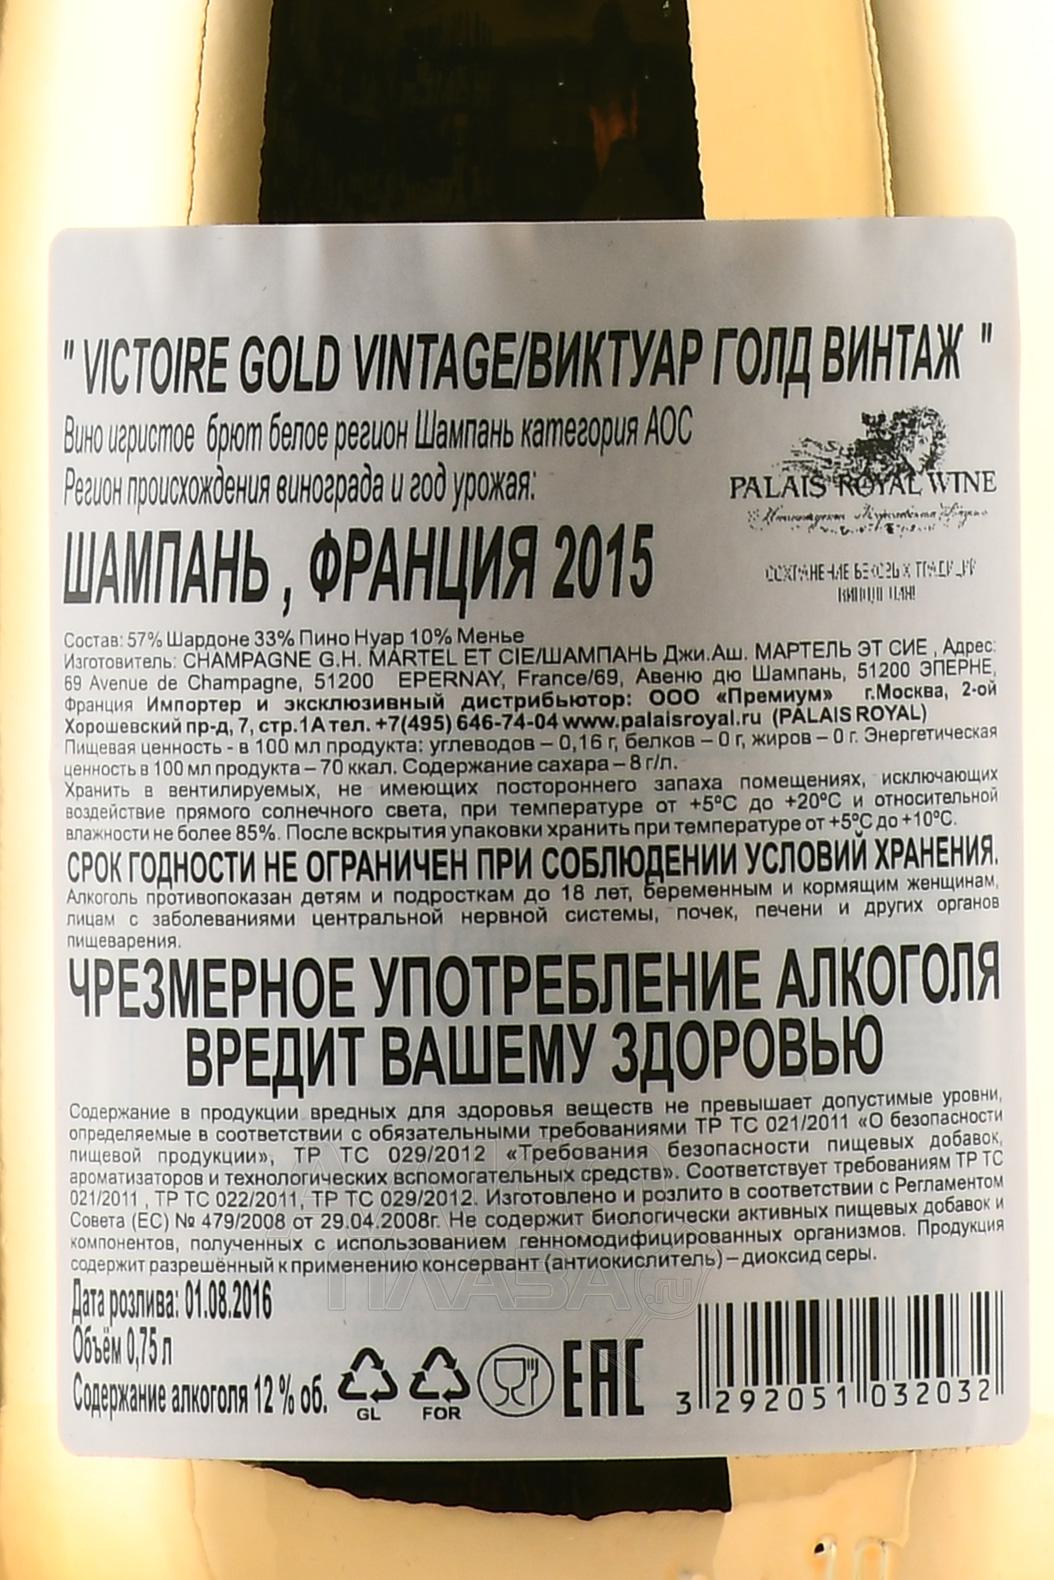 " VICTOIRE GOLD VINTAGE/ВИКТУАР ГОЛД ВИНТАЖ "
Вино игристое брют белое регион Шампань категория АОС
Регион происхождения винограда и год урожая:
PALAIS ROYAL WINE
ШАМПАНЬ , ФРАНЦИЯ 2015
Состав: 57% Шардоне 33% Пино Нуар 10% Менье
Изготовитель: CHAMPAGNE G.H. MARTEL ET CIE/ШАМПАНЬ Джи.Аш. МАРТЕЛЬ ЭТ СИЕ , Адрес:
69 Avenue de Champagne, 51200 EPERNAY, France/69, Авеню дю Шампань, 51200 ЭПЕРНЕ,
Франция Импортер и эксклюзивный дистрибьютор: ООО «Премиум» г.Москва, 2-ой
Хорошевский пр-д, 7, стр.1А тел. +7(495) 646-74-04 www.palaisroyal.ru (PALAIS ROYAL)
Пищевая ценность - в 100 мл продукта: углеводов – 0,16 г, белков – 0 г, жиров – 0 г. Энергетическая
ценность в 100 мл продукта – 70 ккал. Содержание сахара – 8 г/л.
Хранить в вентилируемых, не имеющих постороннего запаха помещениях, исключающих
воздействие прямого солнечного света, при температуре от +5ºС до +20ºС и относительной
влажности не более 85%. После вскрытия упаковки хранить при температуре от +5ºС до +10ºС.
СРОК ГОДНОСТИ НЕ ОГРАНИЧЕН ПРИ СОБЛЮДЕНИИ УСЛОВИЙ ХРАНЕНИЯ.
Алкоголь противопоказан детям и подросткам до 18 лет, беременным и кормящим женщинам,
лицам с заболеваниями центральной нервной системы, почек, печени и других органов
пищеварения.
ЧРЕЗМЕРНОЕ УПОТРЕБЛЕНИЕ АЛКОГОЛЯ
ВРЕДИТ ВАШЕМУ ЗДОРОВЬЮ
Содержание в продукции вредных для здоровья веществ не превышает допустимые уровни,
определяемые в соответствии с обязательными требованиями ТР ТС 021/2011 «О безопасности
пищевой продукции», ТР ТС 029/2012 «Требования безопасности пищевых добавок,
ароматизаторов и технологических вспомогательных средств». Соответствует требованиям ТР ТС
021/2011 , ТР ТС 022/2011, ТР ТС 029/2012. Изготовлено и розлито в соответствии с Регламентом
Совета (ЕС) № 479/2008 от 29.04.2008г. Не содержит биологически активных пищевых добавок и
компонентов, полученных с использованием генномодифицированных организмов. Продукция
содержит разрешённый к применению консервант (антиокислитель) – диоксид серы.
Дата розлива: 01.08.2016
Объём 0,75 л
Содержание алкоголя 12 % об.
GL
FOR
EAC
3 292051 032032
ПЛАЗА.ru